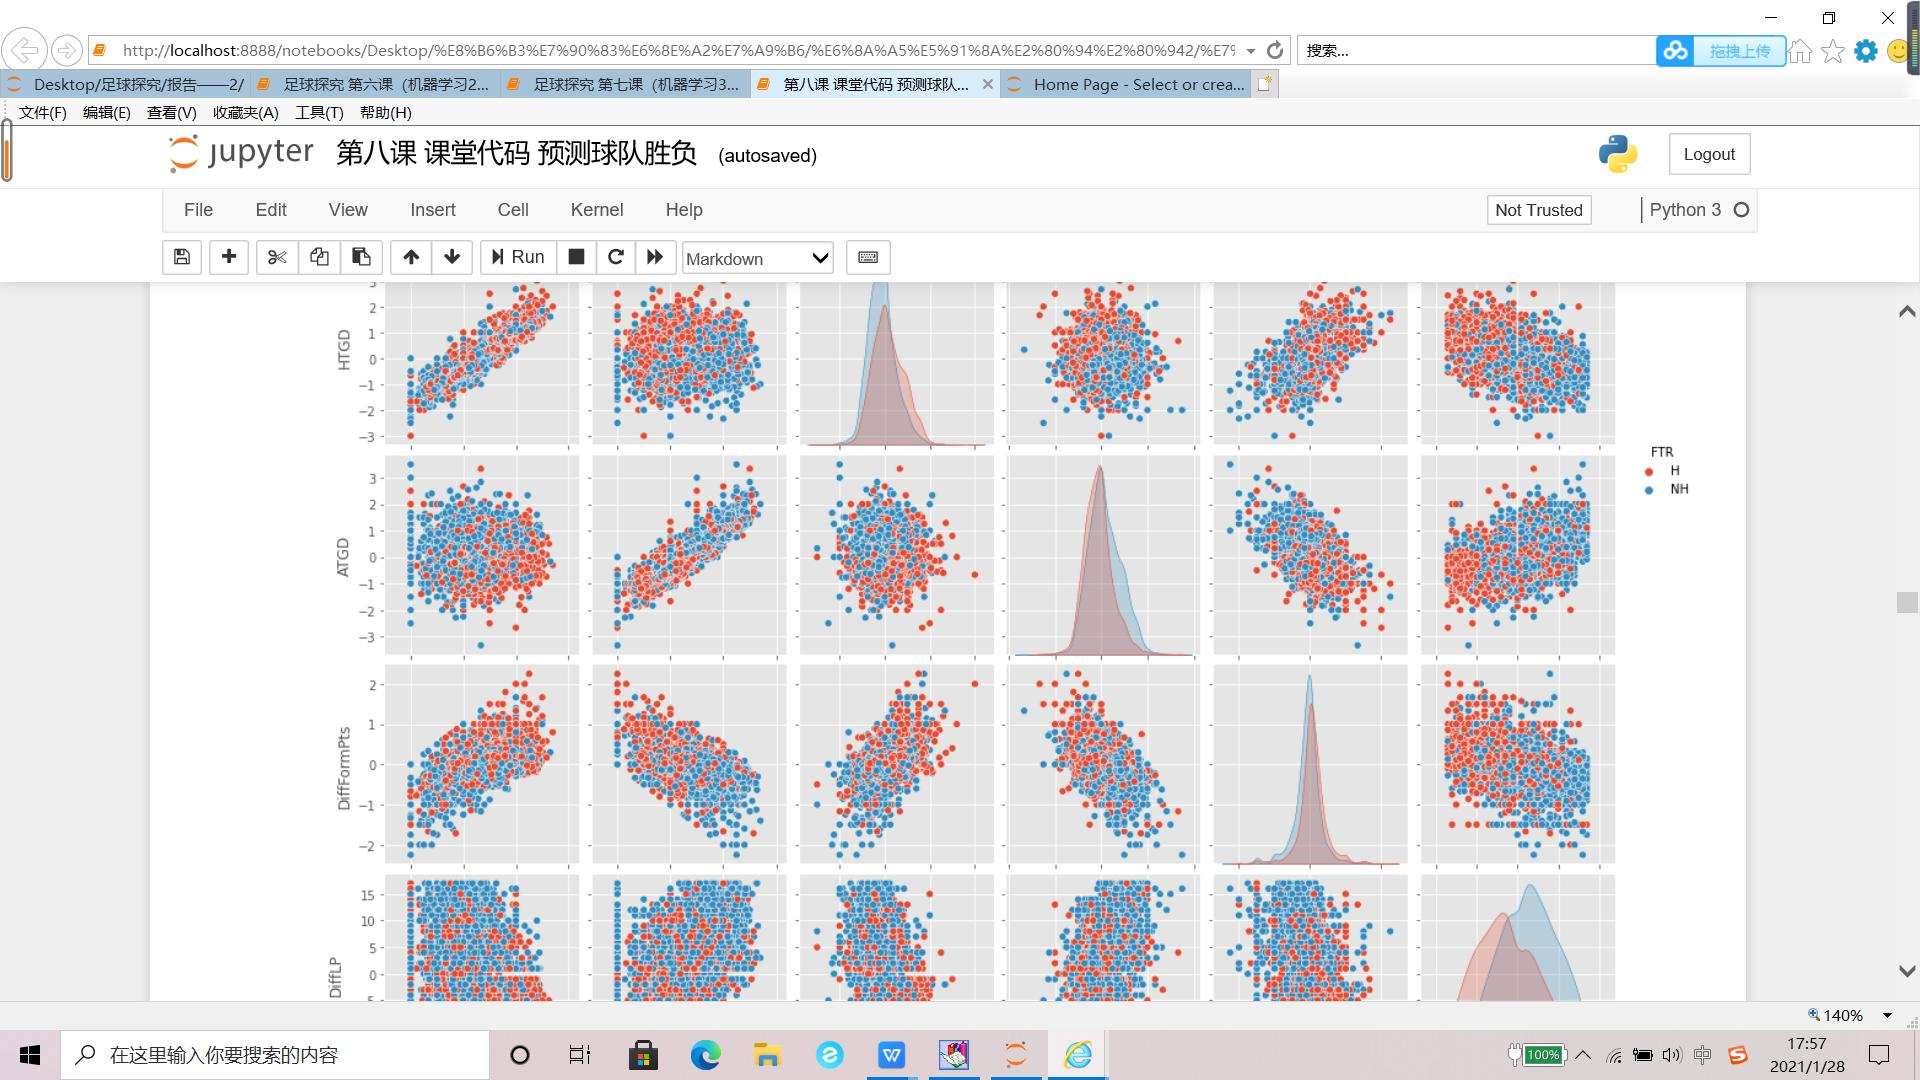 http://localhost:8888/notebooks/Desktop/%E8%B6%B3%E7%90%83%E6%8E%A2%E7%A9%B6/%E6%8A%A5%E5%91%8A%E2%80%94%E2%80%942/%E7%
搜索...
拖拽上传
Desktop/足球探究/报告——2/
足球探究 第六课（机器学习2...
足球探究 第七课（机器学习3...
第八课 课堂代码 预测球队...
Home Page - Select or crea...
文件(F) 编辑(E) 查看(V) 收藏夹(A) 工具(T) 帮助(H)
jupyter 第八课 课堂代码 预测球队胜负 (autosaved)
Logout
File Edit View Insert Cell Kernel Help
Not Trusted
Python 3
Run
Markdown
HTGD
2
1
0
−1
−2
−3
ATGD
3
2
1
0
−1
−2
−3
DiffFormPts
2
1
0
−1
−2
DiffLP
15
10
5
0
FTR
H
NH
140%
在这里输入你要搜索的内容
100%
中
17:57
2021/1/28